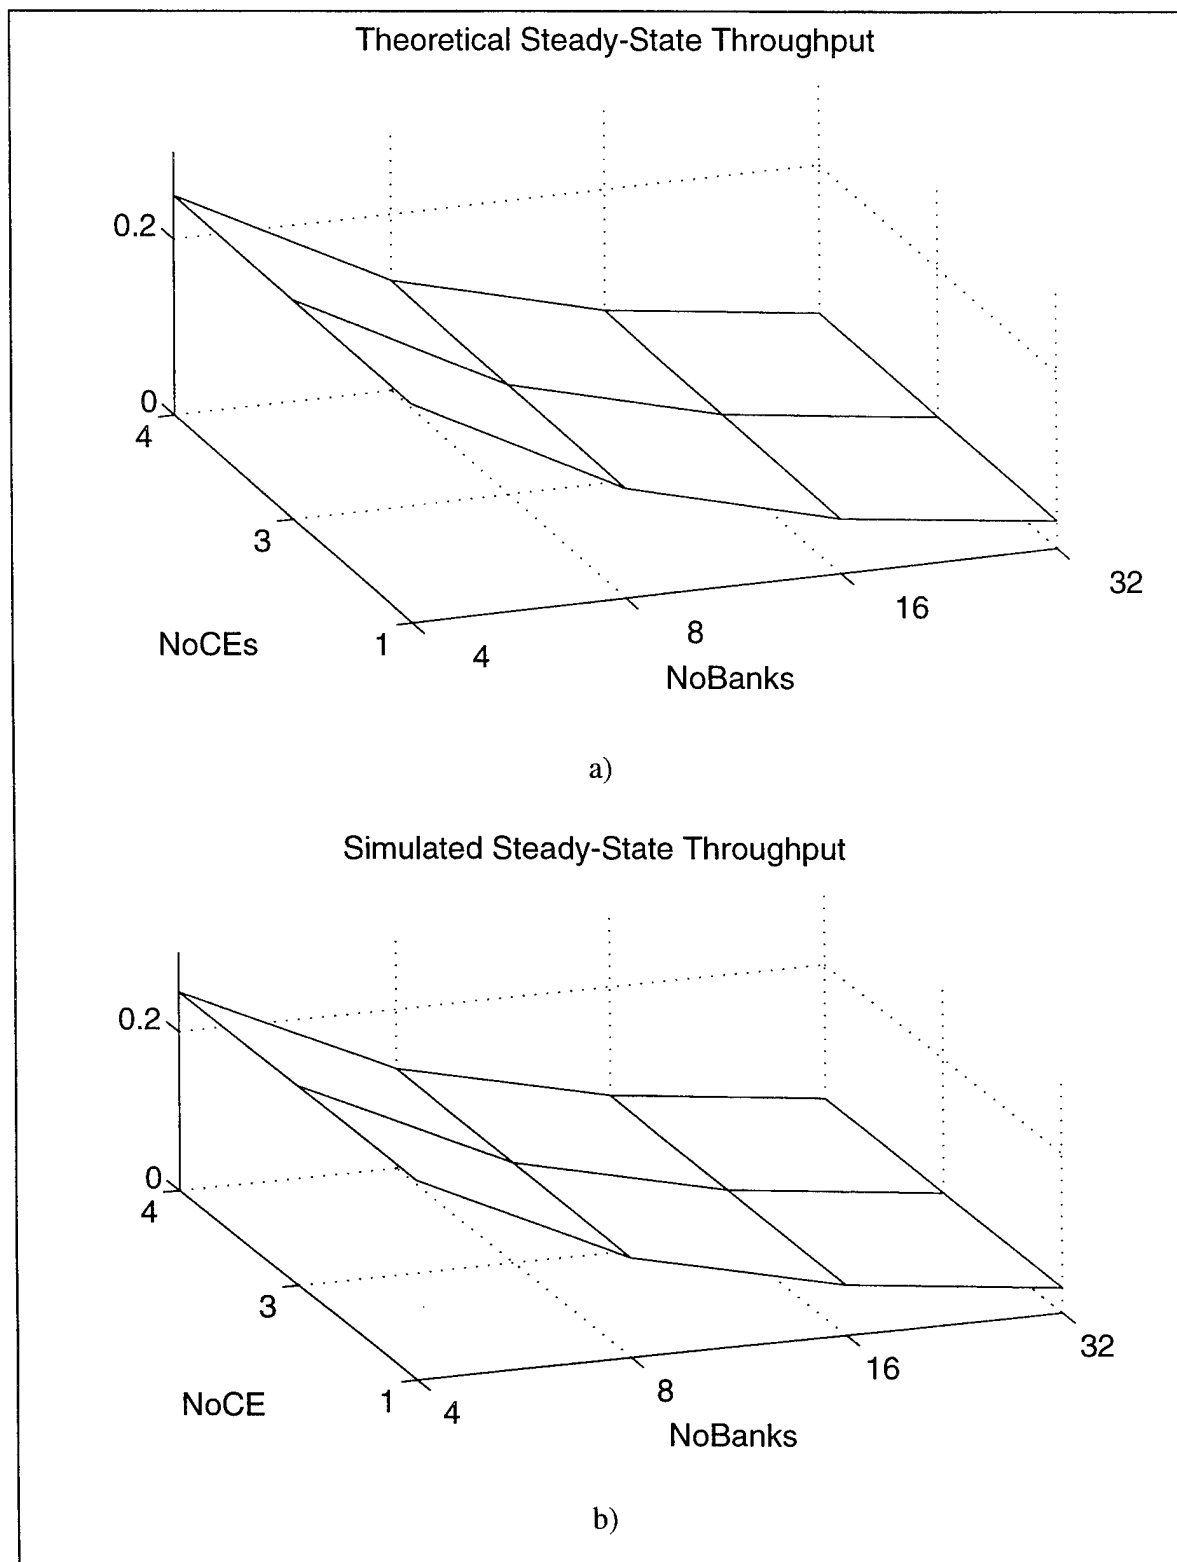 Theoretical Steady-State Throughput
0.2
0
4
3
1
NoCEs
4
8
16
32
NoBanks
a)
Simulated Steady-State Throughput
0.2
0
4
3
1
NoCE
4
8
16
32
NoBanks
b)